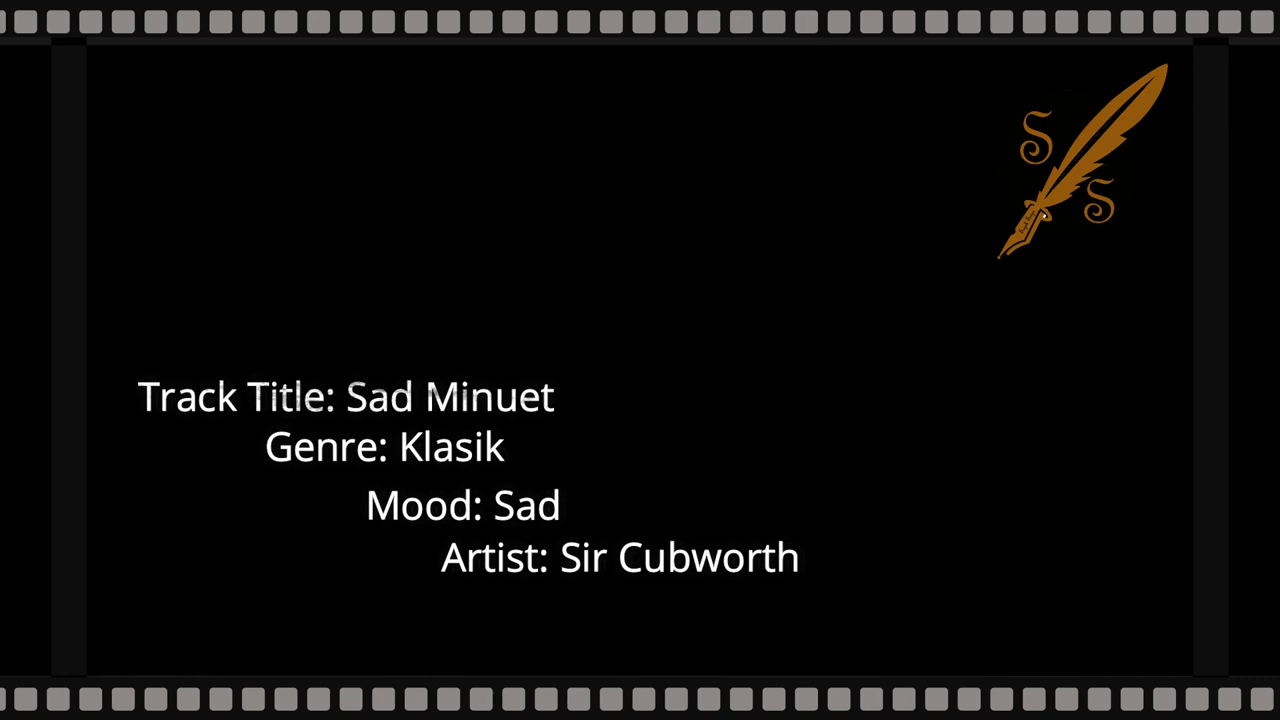 S
S
Track Title: Sad Minuet
Genre: Klasik
Mood: Sad
Artist: Sir Cubworth